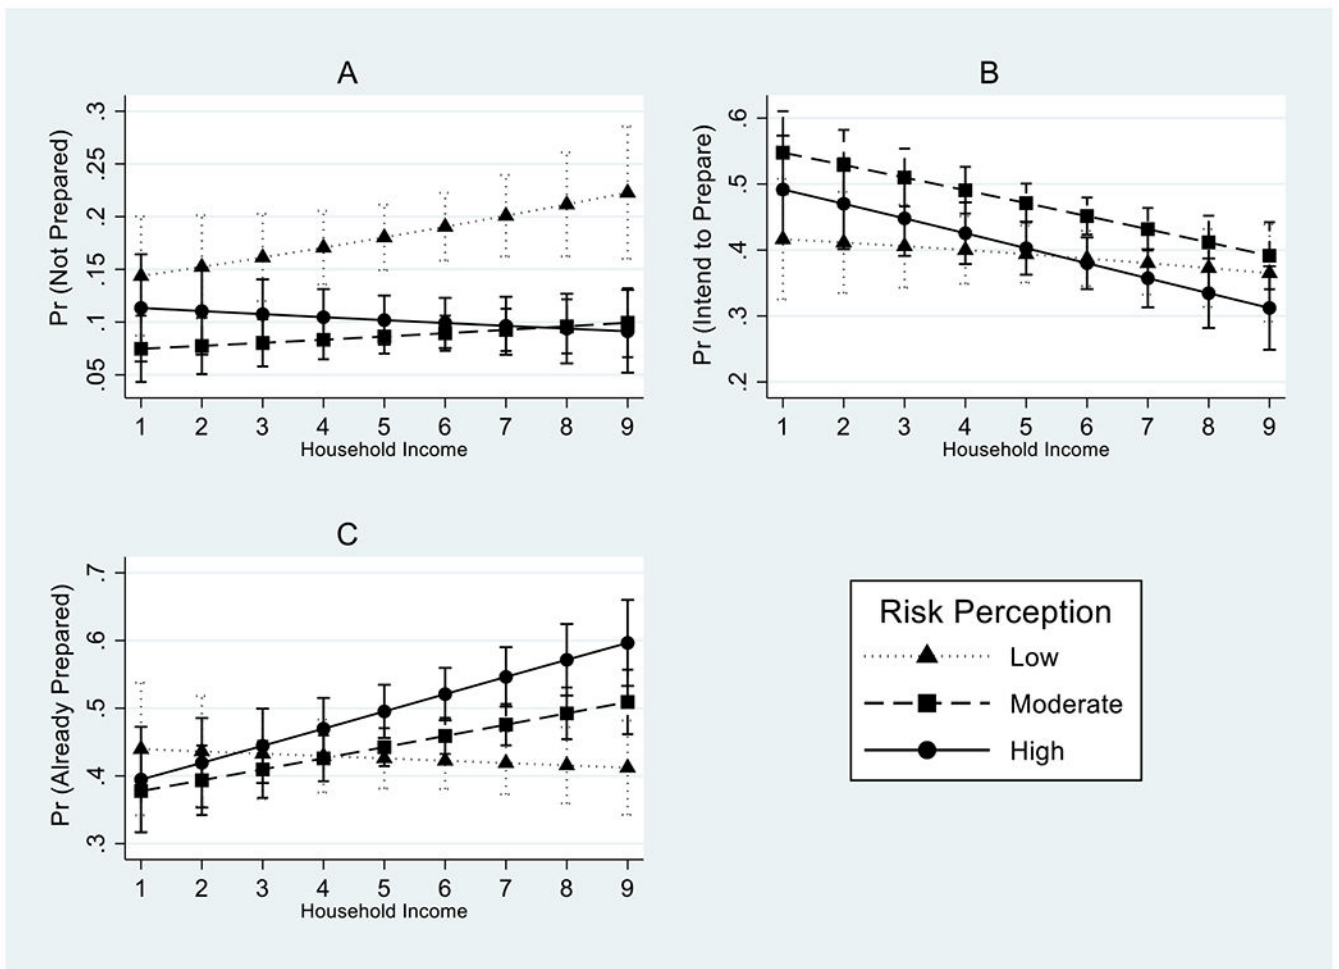 A
Pr (Not Prepared)
.3
.25
.2
.15
.1
.05
1 2 3 4 5 6 7 8 9
Household Income
B
Pr (Intend to Prepare)
.6
.5
.4
.3
.2
1 2 3 4 5 6 7 8 9
Household Income
C
Pr (Already Prepared)
.7
.6
.5
.4
.3
1 2 3 4 5 6 7 8 9
Household Income
Risk Perception
Low
Moderate
High